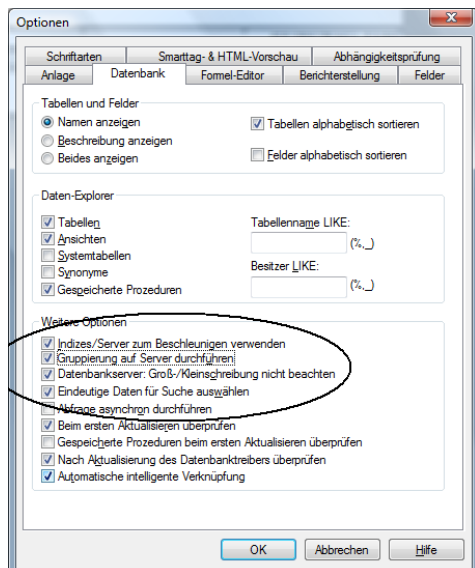 Optionen
Schriftarten
Smarttag- & HTML-Vorschau
Abhängigkeitsprüfung
Anlage
Datenbank
Formel-Editor
Berichterstellung
Felder
Tabellen und Felder
Namen anzeigen
Tabellen alphabetisch sortieren
Beschreibung anzeigen
Beides anzeigen
Felder alphabetisch sortieren
Daten-Explorer
Tabellen
Tabellenname LIKE:
Ansichten
(%,_)
Systemtabellen
Synonyme
Besitzer LIKE:
Gespeicherte Prozeduren
(%,_)
Weitere Optionen
Indizes/Server zum Beschleunigen verwenden
Gruppierung auf Server durchführen
Datenbankserver: Groß-/Kleinschreibung nicht beachten
Eindeutige Daten für Suche auswählen
Abfrage asynchron durchführen
Beim ersten Aktualisieren überprüfen
Gespeicherte Prozeduren beim ersten Aktualisieren überprüfen
Nach Aktualisierung des Datenbanktreibers überprüfen
Automatische intelligente Verknüpfung
OK
Abbrechen
Hilfe